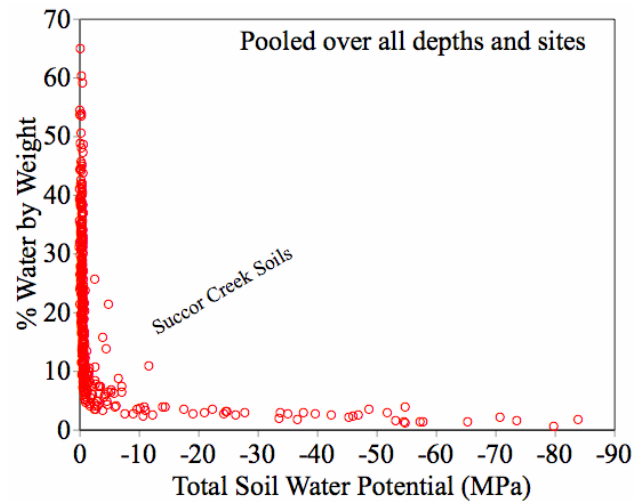 Pooled over all depths and sites
% Water by Weight
70
60
50
40
30
20
10
0
Succor Creek Soils
0 -10 -20 -30 -40 -50 -60 -70 -80 -90
Total Soil Water Potential (MPa)